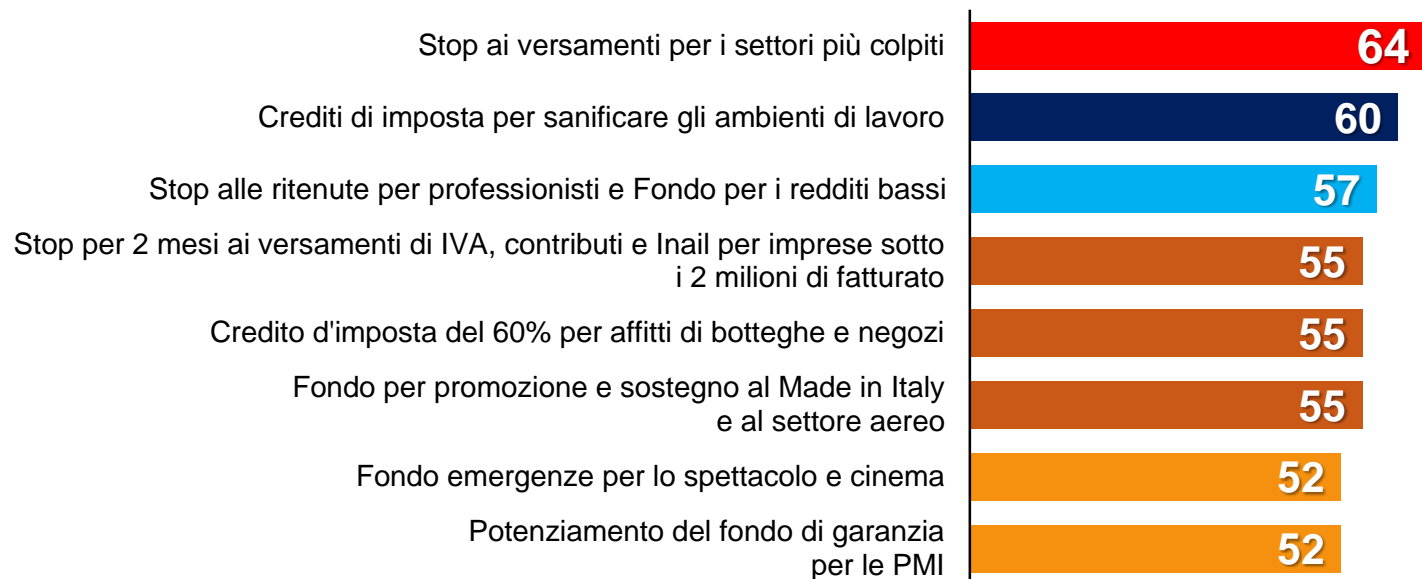 Stop ai versamenti per i settori più colpiti 64
Crediti di imposta per sanificare gli ambienti di lavoro 60
Stop alle ritenute per professionisti e Fondo per i redditi bassi 57
Stop per 2 mesi ai versamenti di IVA, contributi e Inail per imprese sotto
i 2 milioni di fatturato 55
Credito d'imposta del 60% per affitti di botteghe e negozi 55
Fondo per promozione e sostegno al Made in Italy
e al settore aereo 55
Fondo emergenze per lo spettacolo e cinema 52
Potenziamento del fondo di garanzia
per le PMI 52